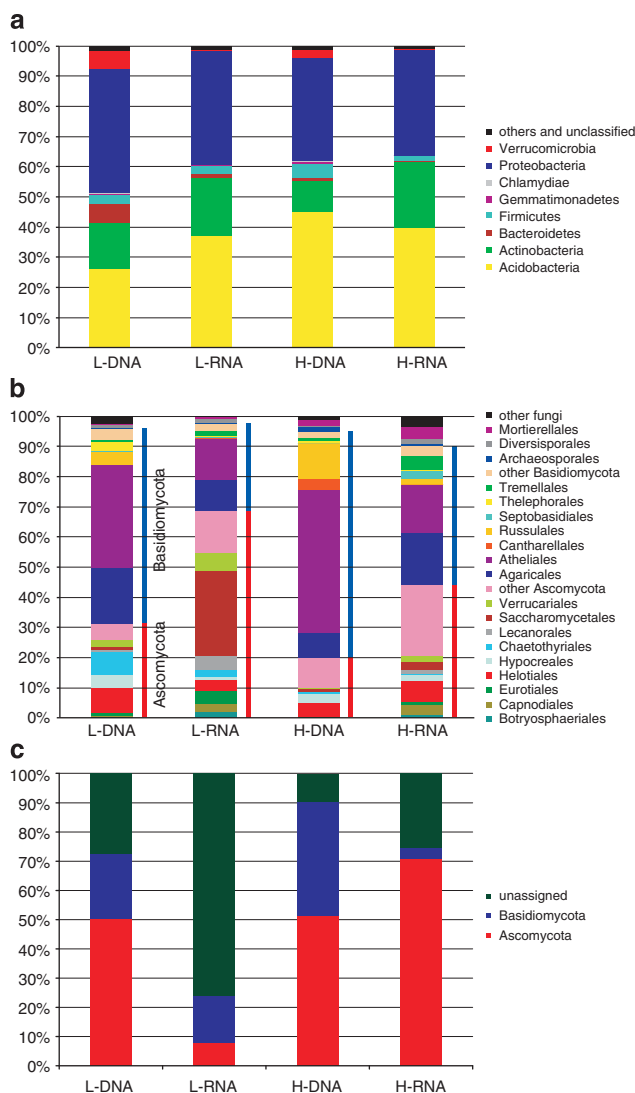 a
100%
90%
80%
70%
60%
50%
40%
30%
20%
10%
0%
L-DNA L-RNA H-DNA H-RNA
others and unclassified
Verrucomicrobia
Proteobacteria
Chlamydiae
Gemmatimonadetes
Firmicutes
Bacteroidetes
Actinobacteria
Acidobacteria
b
100%
90%
80%
70%
60%
50%
40%
30%
20%
10%
0%
Basidiomycota
Ascomycota
L-DNA L-RNA H-DNA H-RNA
other fungi
Mortierellales
Diversisporales
Archaeosporales
other Basidiomycota
Tremellales
Thelephorales
Septobasidiales
Russulales
Cantharellales
Atheliales
Agaricales
other Ascomycota
Verrucariales
Saccharomycetales
Lecanorales
Chaetothyriales
Hypocreales
Helotiales
Eurotiales
Capnodiales
Botryosphaeriales
c
100%
90%
80%
70%
60%
50%
40%
30%
20%
10%
0%
L-DNA L-RNA H-DNA H-RNA
unassigned
Basidiomycota
Ascomycota